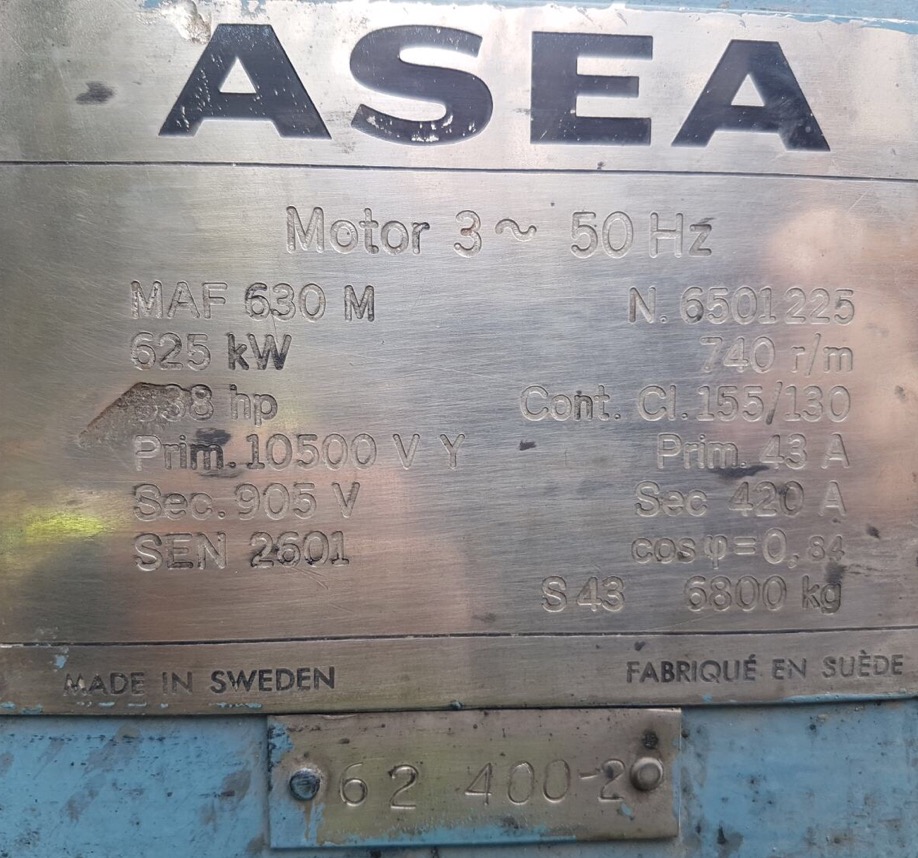 ASEA
Motor 3~ 50 Hz
MAF 630 M N. 6501225
625 kW 740 r/m
hp Cont. Cl. 155/130
Prim. 10500 V Y Prim. 43 A
Sec. 905 V Sec 420 A
SEN 2601 cos φ=0,84
S 43 6800 kg
MADE IN SWEDEN FABRIQUÉ EN SUÈDE
62 400-2